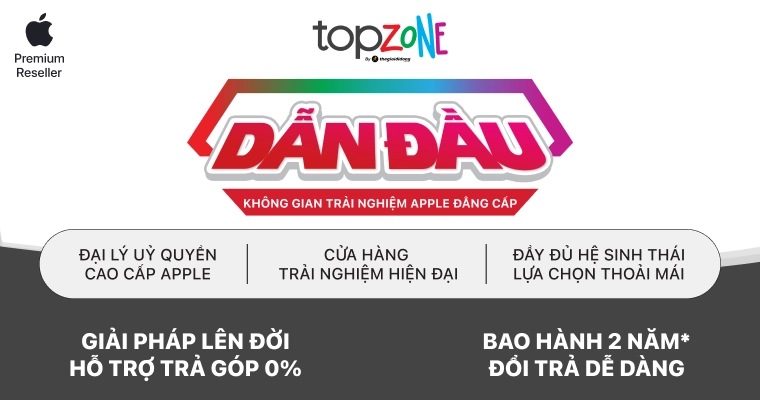 Premium
Reseller
topzone
By thegioididong
DẪN ĐẦU
KHÔNG GIAN TRẢI NGHIỆM APPLE ĐẲNG CẤP
ĐẠI LÝ UỶ QUYỀN
CAO CẤP APPLE
CỬA HÀNG
TRẢI NGHIỆM HIỆN ĐẠI
ĐẦY ĐỦ HỆ SINH THÁI
LỰA CHỌN THOẢI MÁI
GIẢI PHÁP LÊN ĐỜI
HỖ TRỢ TRẢ GÓP 0%
BAO HÀNH 2 NĂM*
ĐỔI TRẢ DỄ DÀNG